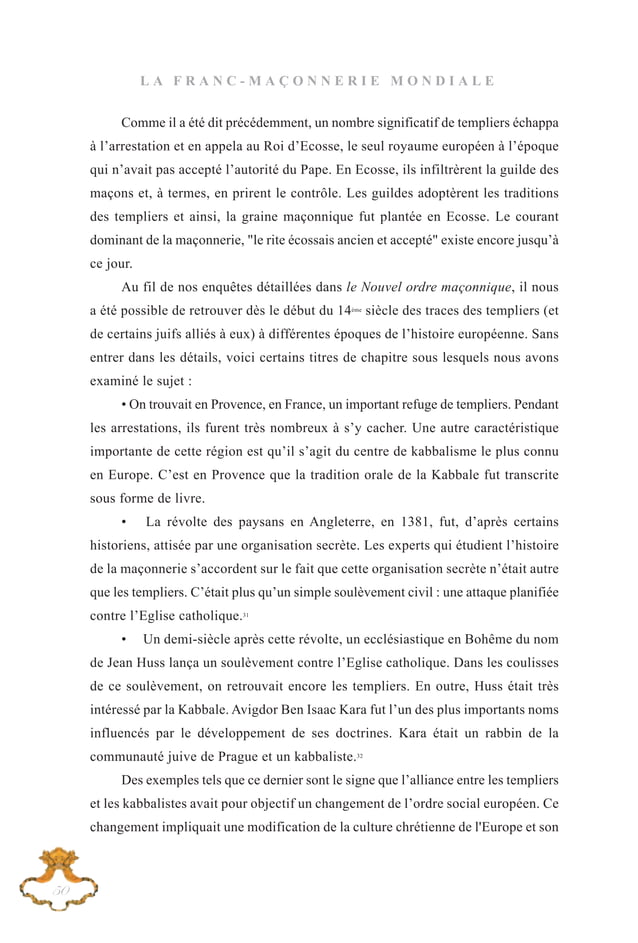 LA FRANC-MAÇONNERIE MONDIALE
Comme il a été dit précédemment, un nombre significatif de templiers échappa
à l’arrestation et en appela au Roi d’Ecosse, le seul royaume européen à l’époque
qui n’avait pas accepté l’autorité du Pape. En Ecosse, ils infiltrèrent la guilde des
maçons et, à termes, en prirent le contrôle. Les guildes adoptèrent les traditions
des templiers et ainsi, la graine maçonnique fut plantée en Ecosse. Le courant
dominant de la maçonnerie, "le rite écossais ancien et accepté" existe encore jusqu’à
ce jour.
Au fil de nos enquêtes détaillées dans le Nouvel ordre maçonnique, il nous
a été possible de retrouver dès le début du 14ème siècle des traces des templiers (et
de certains juifs alliés à eux) à différentes époques de l’histoire européenne. Sans
entrer dans les détails, voici certains titres de chapitre sous lesquels nous avons
examiné le sujet :
• On trouvait en Provence, en France, un important refuge de templiers. Pendant
les arrestations, ils furent très nombreux à s’y cacher. Une autre caractéristique
importante de cette région est qu’il s’agit du centre de kabbalisme le plus connu
en Europe. C’est en Provence que la tradition orale de la Kabbale fut transcrite
sous forme de livre.
• La révolte des paysans en Angleterre, en 1381, fut, d’après certains
historiens, attisée par une organisation secrète. Les experts qui étudient l’histoire
de la maçonnerie s’accordent sur le fait que cette organisation secrète n’était autre
que les templiers. C’était plus qu’un simple soulèvement civil : une attaque planifiée
contre l’Eglise catholique.31
• Un demi-siècle après cette révolte, un ecclésiastique en Bohême du nom
de Jean Huss lança un soulèvement contre l’Eglise catholique. Dans les coulisses
de ce soulèvement, on retrouvait encore les templiers. En outre, Huss était très
intéressé par la Kabbale. Avigdor Ben Isaac Kara fut l’un des plus importants noms
influencés par le développement de ses doctrines. Kara était un rabbin de la
communauté juive de Prague et un kabbaliste.32
Des exemples tels que ce dernier sont le signe que l’alliance entre les templiers
et les kabbalistes avait pour objectif un changement de l’ordre social européen. Ce
changement impliquait une modification de la culture chrétienne de l'Europe et son
50